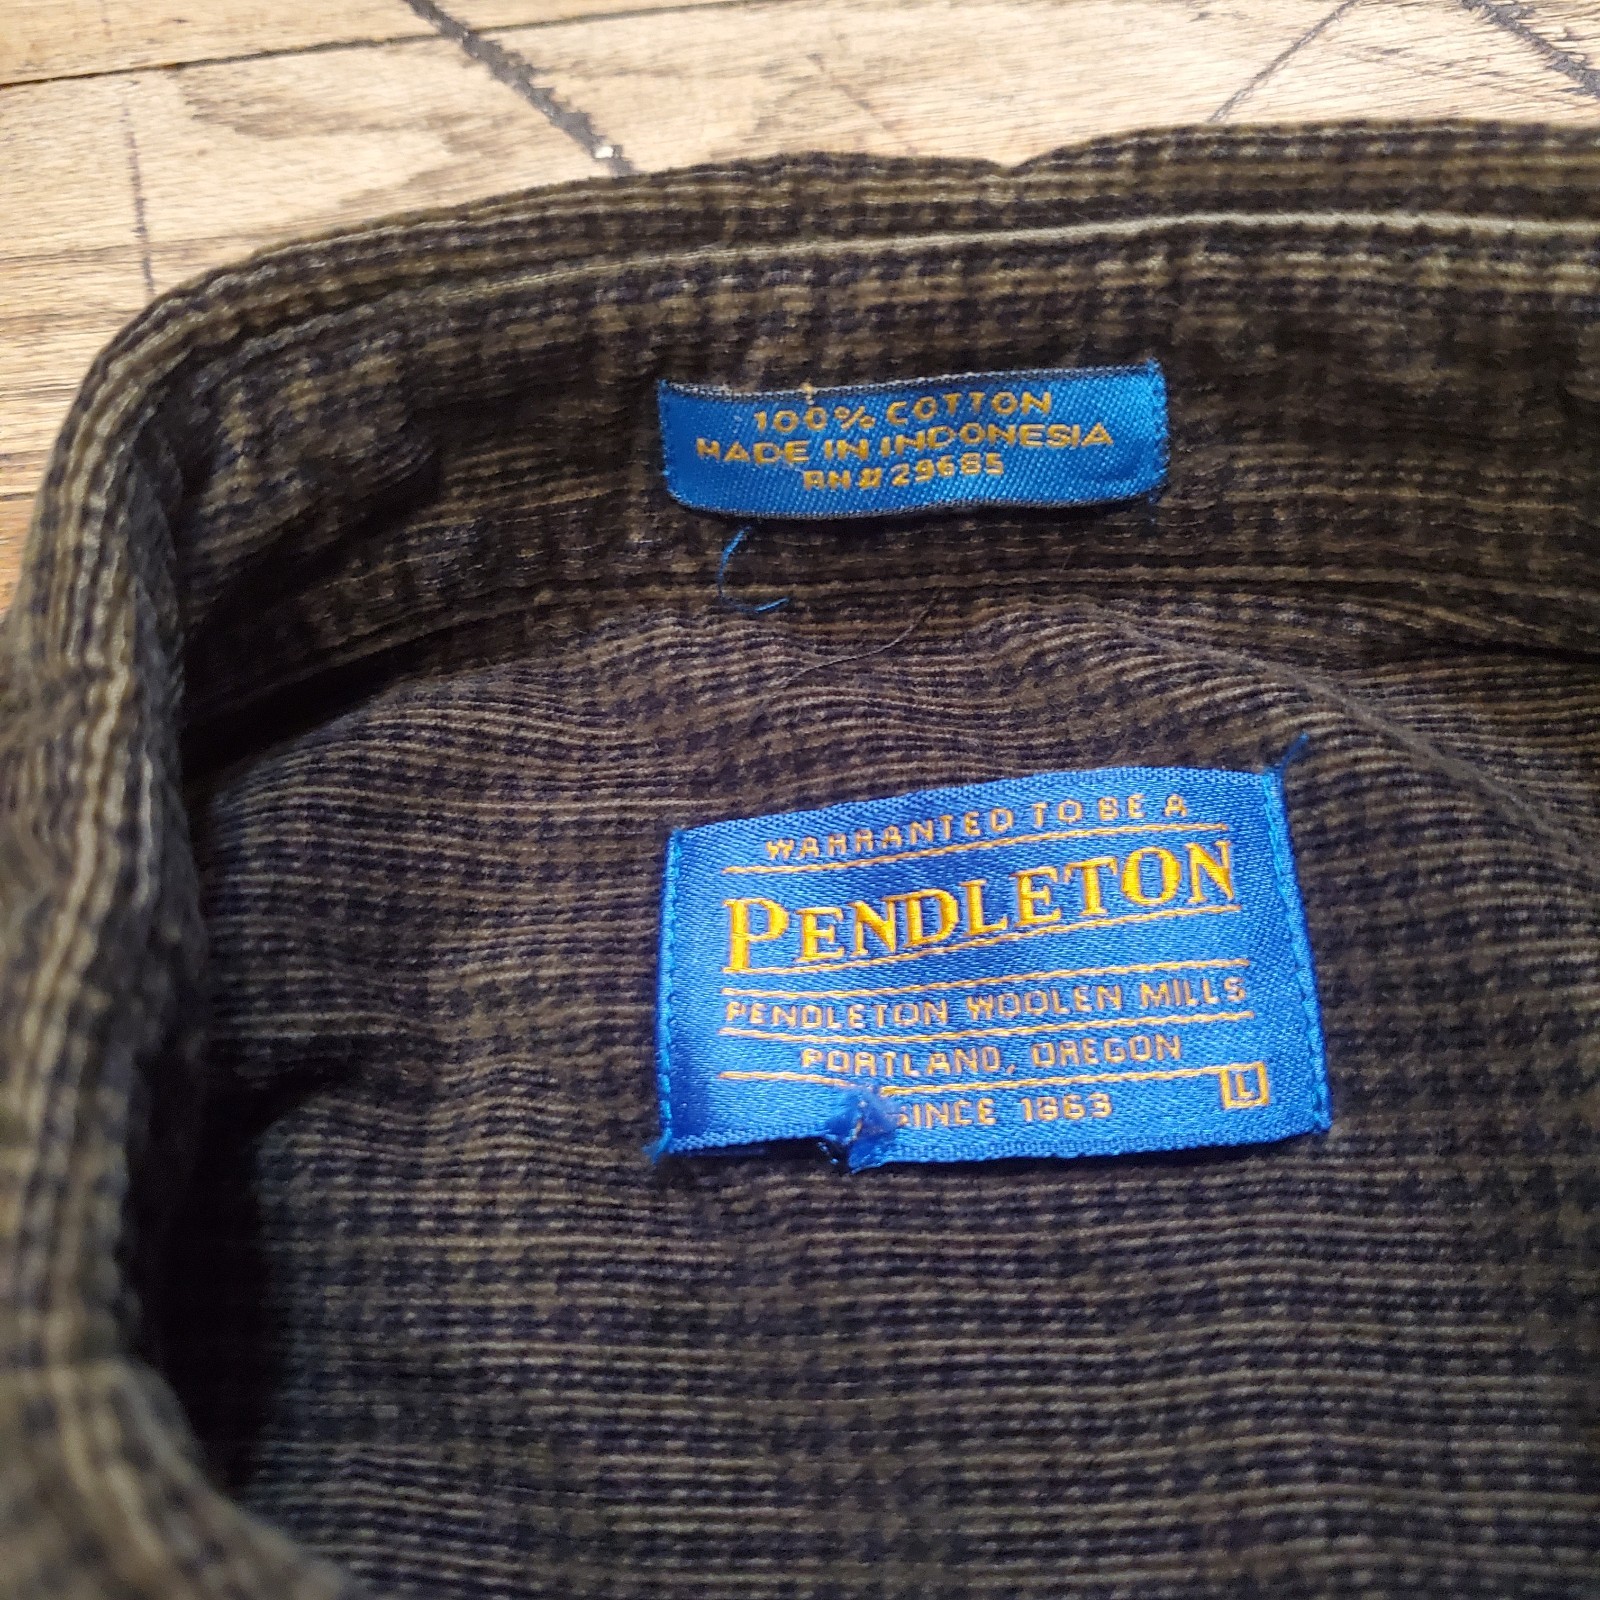 100% COTTON
MADE IN INDONESIA
RN# 29685
WARRANTED TO BE A
PENDLETON
PENDLETON WOOLEN MILLS
PORTLAND, OREGON
SINCE 1863
L